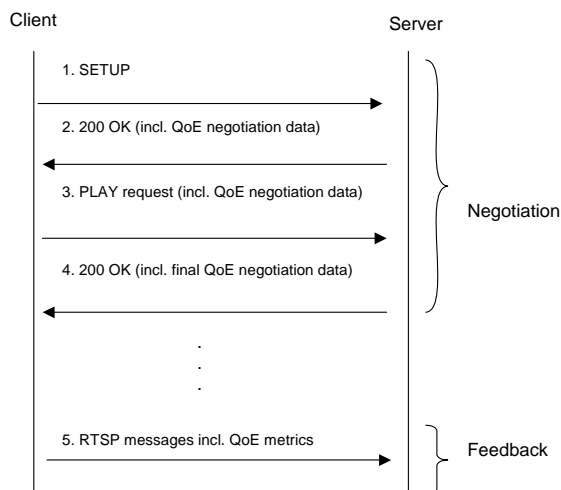 Client
Server
1. SETUP
2. 200 OK (incl. QoE negotiation data)
3. PLAY request (incl. QoE negotiation data)
Negotiation
4. 200 OK (incl. final QoE negotiation data)
.
.
.
5. RTSP messages incl. QoE metrics
Feedback